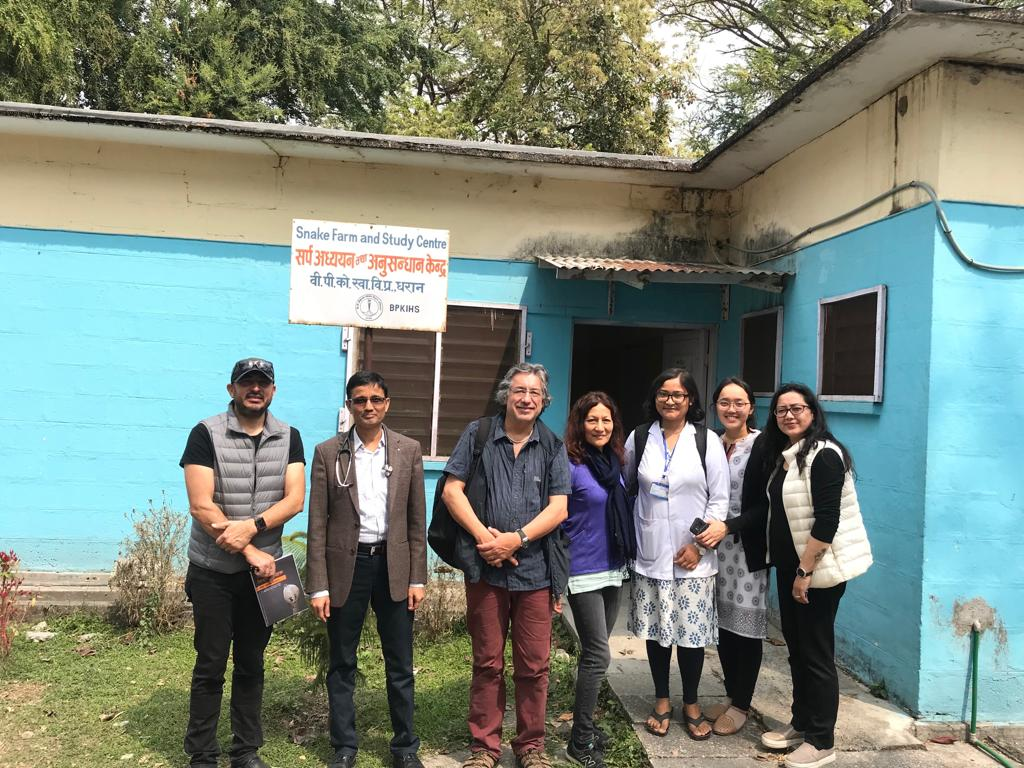 Snake Farm and Study Centre
सर्प अध्ययन तथा अनुसन्धान केन्द्र
वी.पी.को.स्वा.वि.प्र.,धरान
BPKIHS